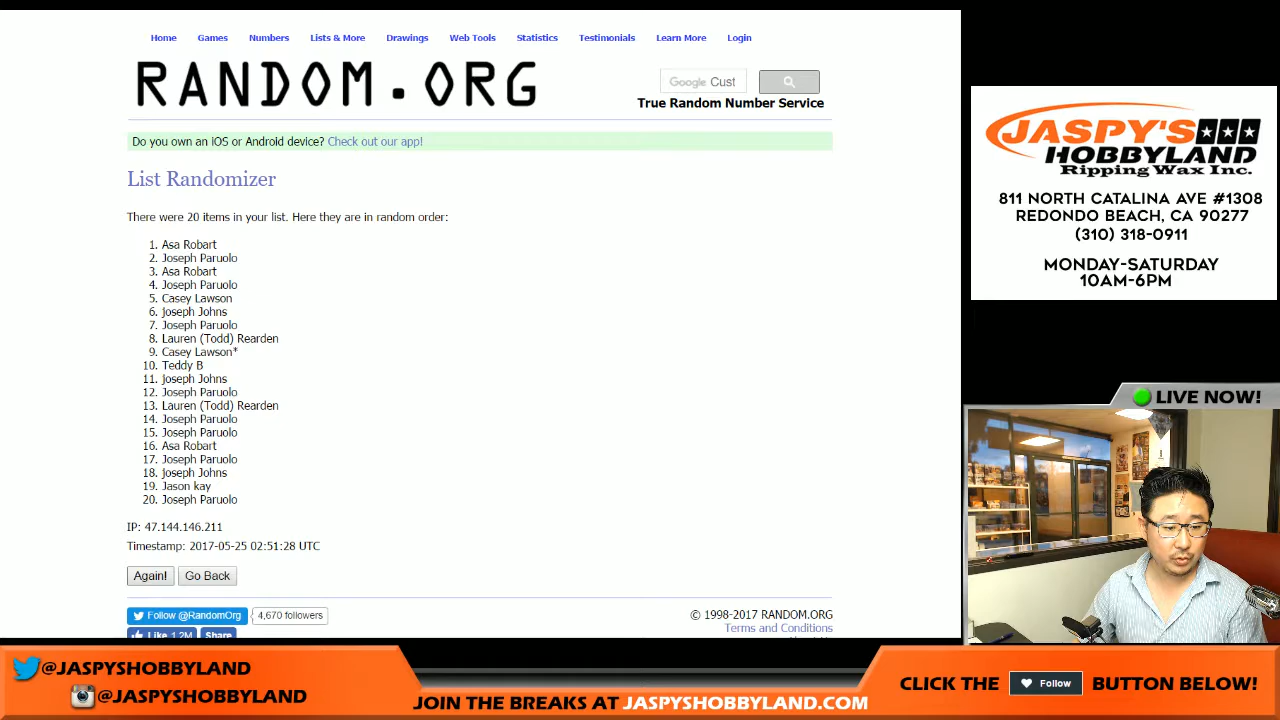 Home Games Numbers Lists & More Drawings Web Tools Statistics Testimonials Learn More Login
RANDOM.ORG
Google Cust
True Random Number Service
Do you own an iOS or Android device? Check out our app!
List Randomizer
There were 20 items in your list. Here they are in random order:
1. Asa Robart
2. Joseph Paruolo
3. Asa Robart
4. Joseph Paruolo
5. Casey Lawson
6. joseph Johns
7. Joseph Paruolo
8. Lauren (Todd) Rearden
9. Casey Lawson*
10. Teddy B
11. joseph Johns
12. Joseph Paruolo
13. Lauren (Todd) Rearden
14. Joseph Paruolo
15. Joseph Paruolo
16. Asa Robart
17. Joseph Paruolo
18. joseph Johns
19. Jason kay
20. Joseph Paruolo
IP: 47.144.146.211
Timestamp: 2017-05-25 02:51:28 UTC
Again! Go Back
Follow @RandomOrg 4,670 followers
Like 1.2M Share
© 1998-2017 RANDOM.ORG
Terms and Conditions
JASPY'S
HOBBYLAND
Ripping Wax Inc.
811 NORTH CATALINA AVE #1308
REDONDO BEACH, CA 90277
(310) 318-0911
MONDAY-SATURDAY
10AM-6PM
LIVE NOW!
@JASPYSHOBBYLAND
@JASPYSHOBBYLAND
JOIN THE BREAKS AT JASPYSHOBBYLAND.COM
CLICK THE Follow BUTTON BELOW!